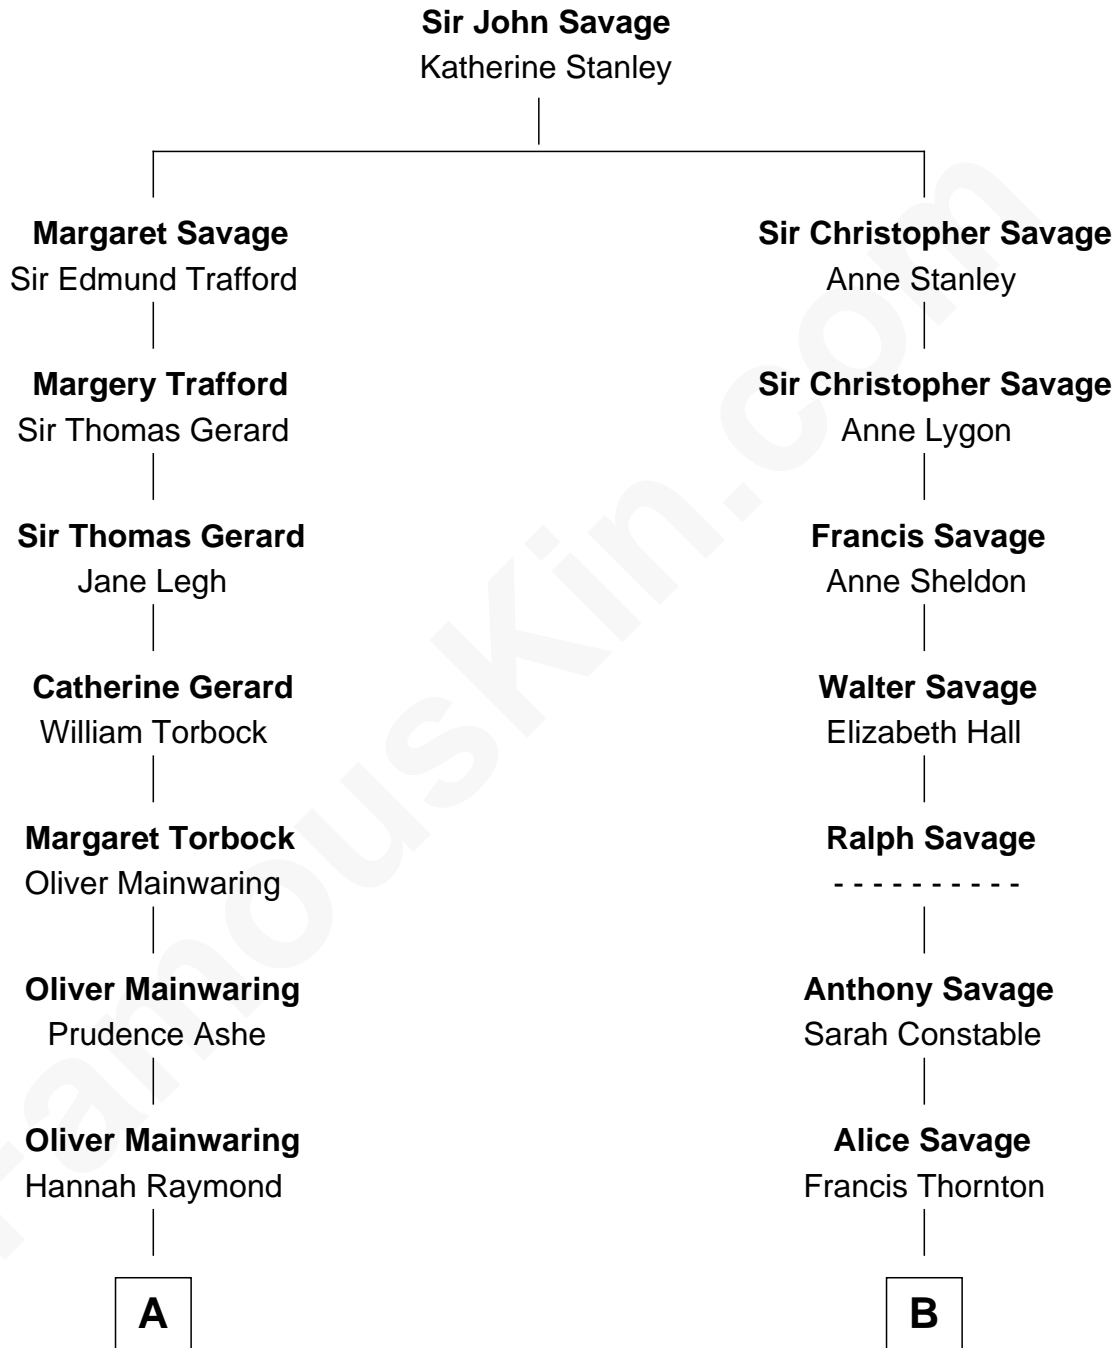 Sir John Savage
Katherine Stanley
Margaret Savage
Sir Edmund Trafford
Sir Christopher Savage
Anne Stanley
Margery Trafford
Sir Thomas Gerard
Sir Christopher Savage
Anne Lygon
Sir Thomas Gerard
Jane Legh
Francis Savage
Anne Sheldon
Catherine Gerard
William Torbock
Walter Savage
Elizabeth Hall
Margaret Torbock
Oliver Mainwaring
Ralph Savage
- - - - - - - - - -
Oliver Mainwaring
Prudence Ashe
Anthony Savage
Sarah Constable
Oliver Mainwaring
Hannah Raymond
Alice Savage
Francis Thornton
A
B
FamousKin.com